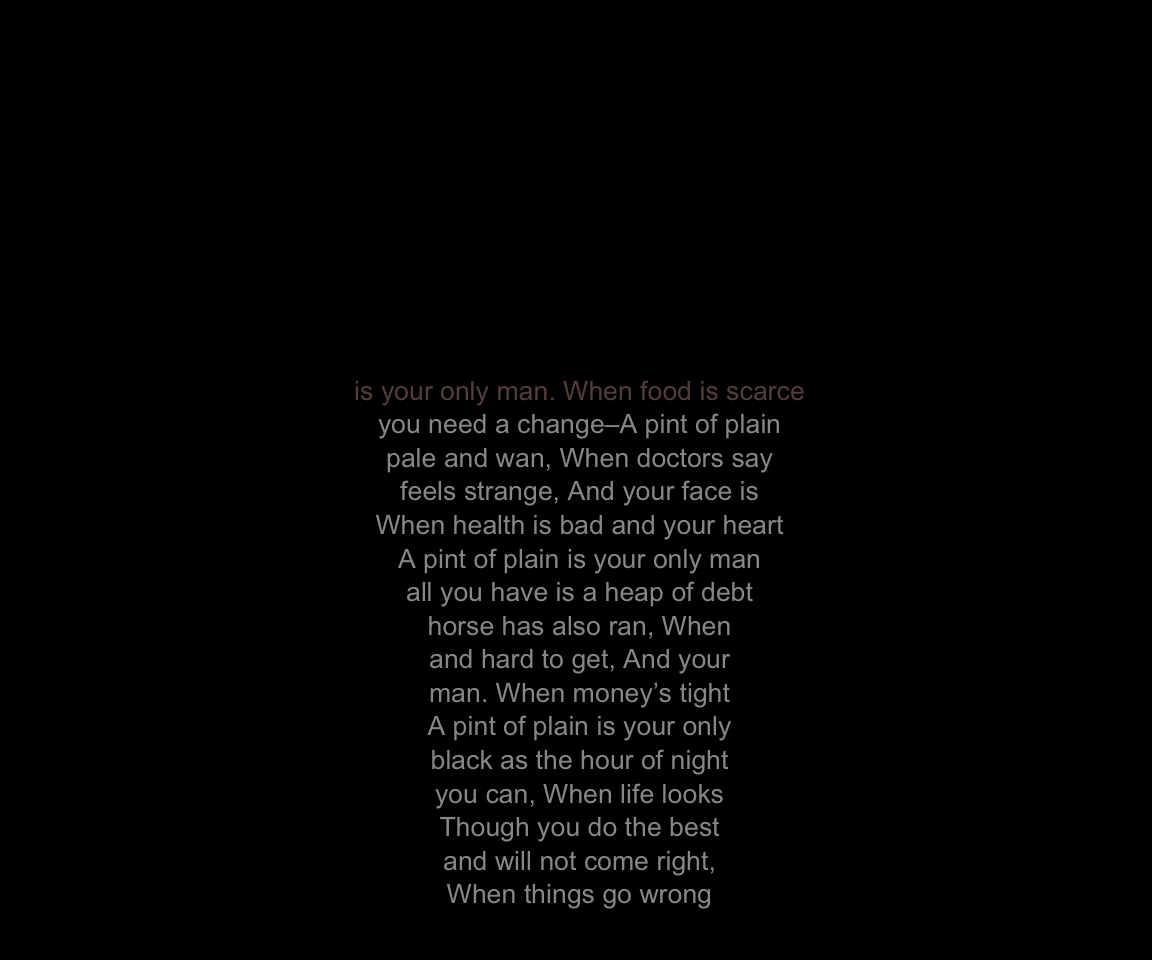 is your only man. When food is scarce
you need a change–A pint of plain
pale and wan, When doctors say
feels strange, And your face is
When health is bad and your heart
A pint of plain is your only man
all you have is a heap of debt
horse has also ran, When
and hard to get, And your
man. When money’s tight
A pint of plain is your only
black as the hour of night
you can, When life looks
Though you do the best
and will not come right,
When things go wrong